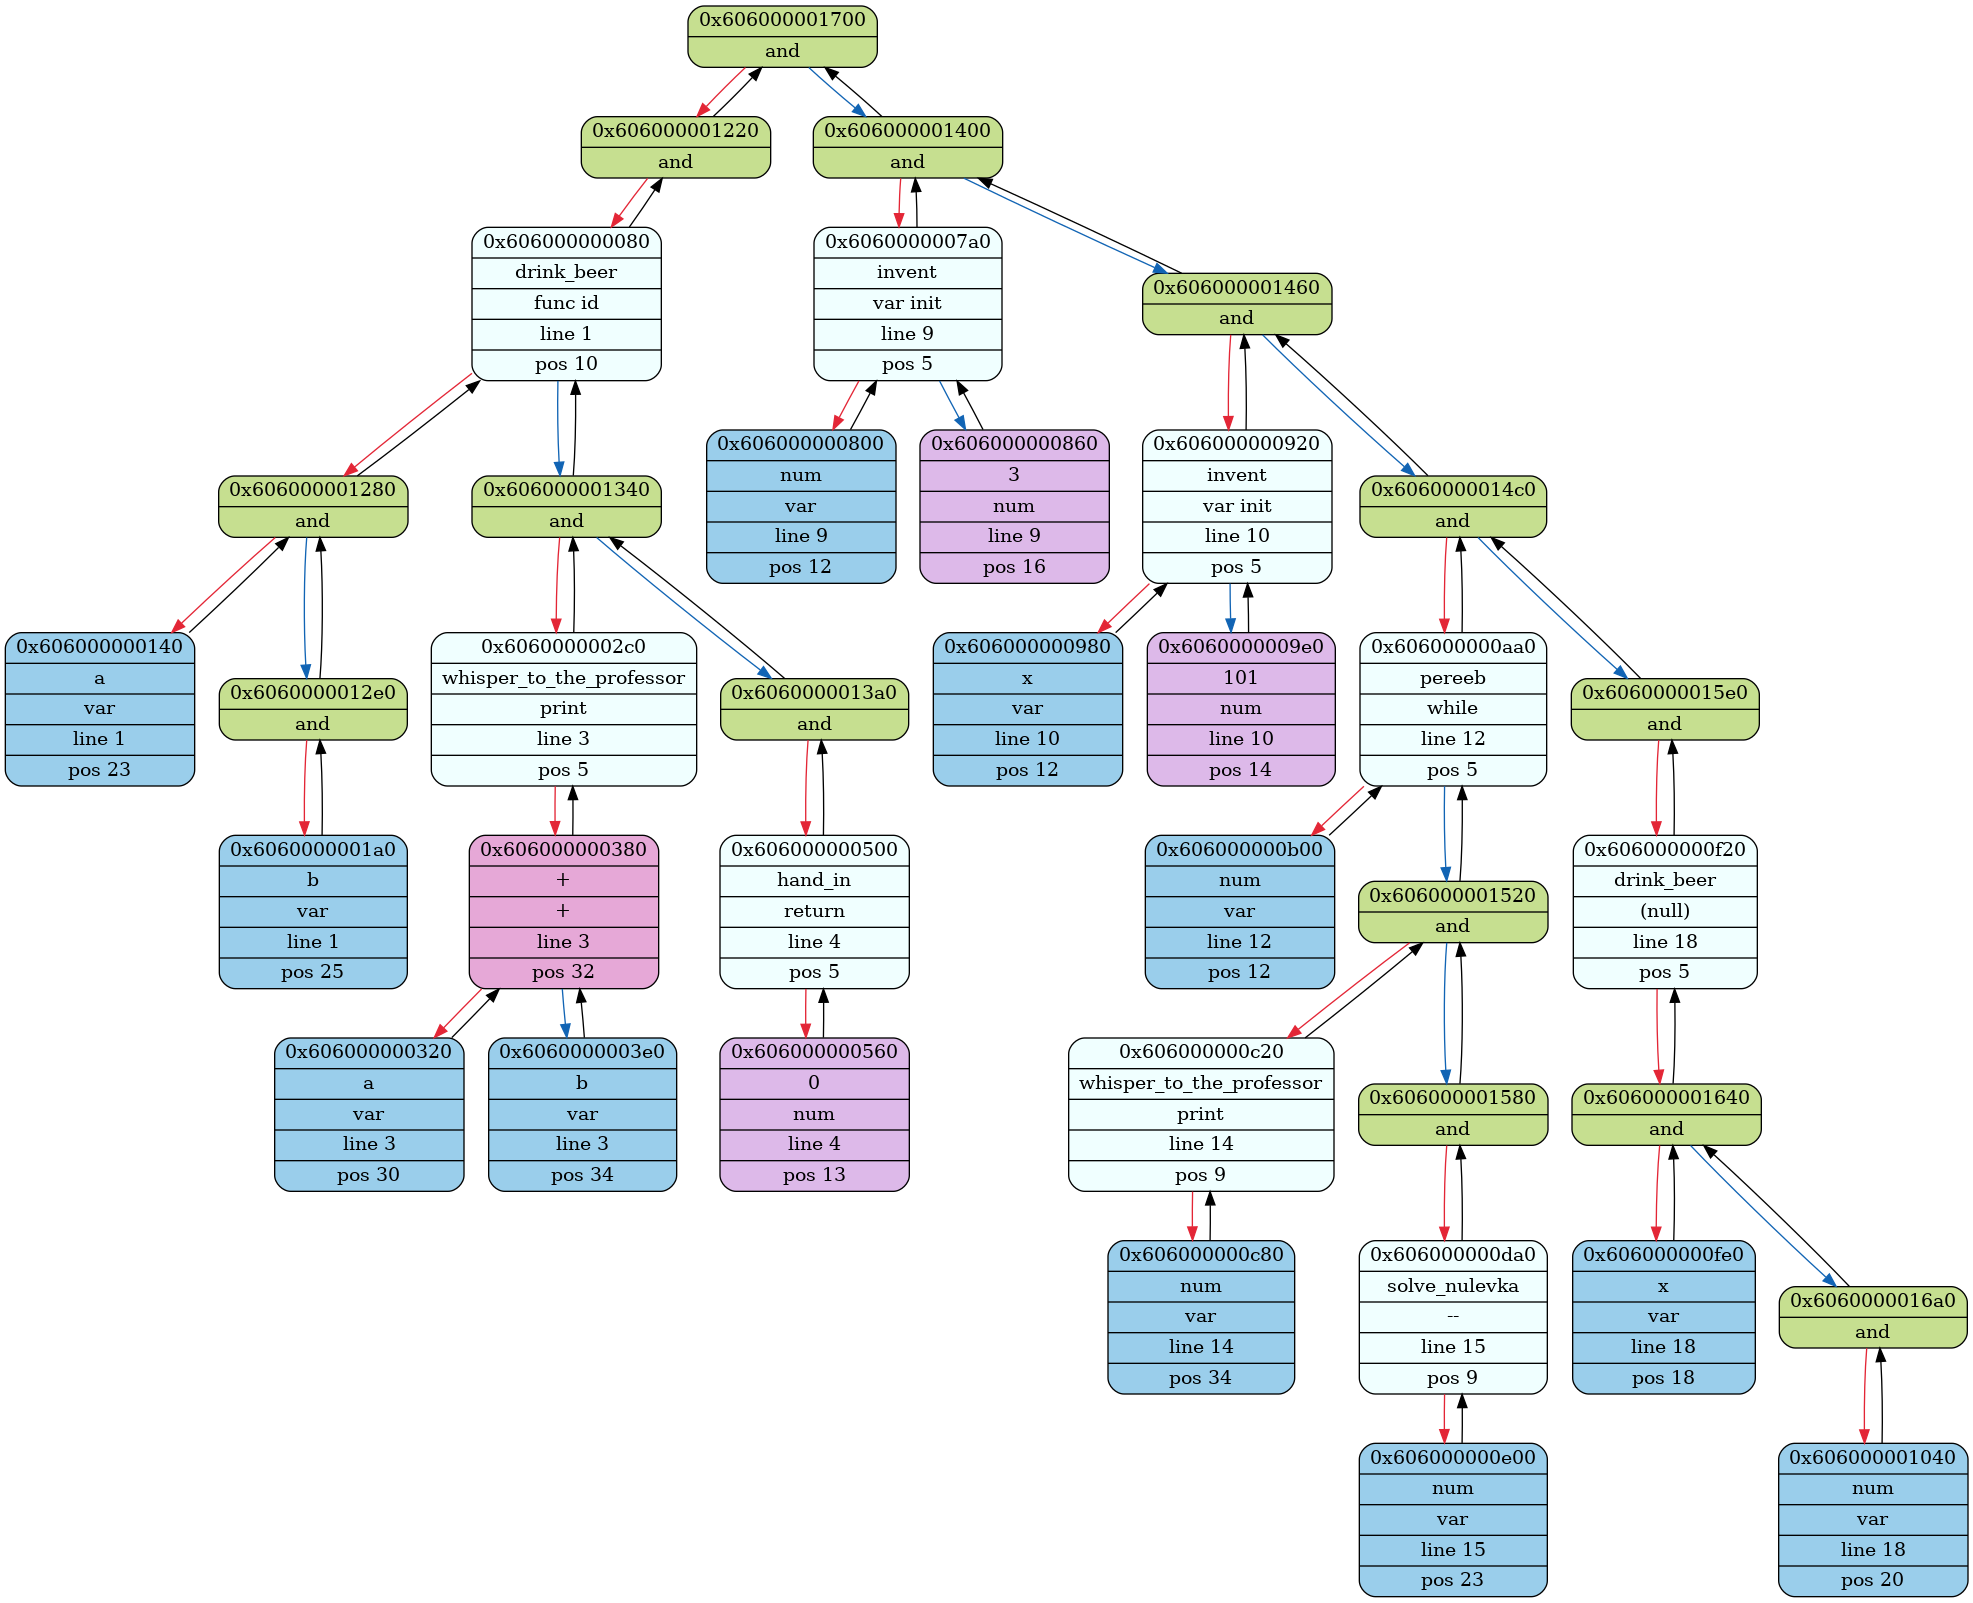 0x606000001700
and
0x606000001220
and
0x606000001400
and
0x606000000080
drink_beer
func id
line 1
pos 10
0x6060000007a0
invent
var init
line 9
pos 5
0x606000001460
and
0x606000001280
and
0x606000001340
and
0x606000000800
num
var
line 9
pos 12
0x606000000860
3
num
line 9
pos 16
0x606000000920
invent
var init
line 10
pos 5
0x6060000014c0
and
0x606000000140
a
var
line 1
pos 23
0x6060000012e0
and
0x6060000002c0
whisper_to_the_professor
print
line 3
pos 5
0x6060000013a0
and
0x606000000980
x
var
line 10
pos 12
0x6060000009e0
101
num
line 10
pos 14
0x606000000aa0
pereeb
while
line 12
pos 5
0x6060000015e0
and
0x6060000001a0
b
var
line 1
pos 25
0x606000000380
+
+
line 3
pos 32
0x606000000500
hand_in
return
line 4
pos 5
0x606000000b00
num
var
line 12
pos 12
0x606000001520
and
0x606000000f20
drink_beer
(null)
line 18
pos 5
0x606000000320
a
var
line 3
pos 30
0x6060000003e0
b
var
line 3
pos 34
0x606000000560
0
num
line 4
pos 13
0x606000000c20
whisper_to_the_professor
print
line 14
pos 9
0x606000001580
and
0x606000001640
and
0x606000000c80
num
var
line 14
pos 34
0x606000000da0
solve_nulevka
--
line 15
pos 9
0x606000000fe0
x
var
line 18
pos 18
0x6060000016a0
and
0x606000000e00
num
var
line 15
pos 23
0x606000001040
num
var
line 18
pos 20